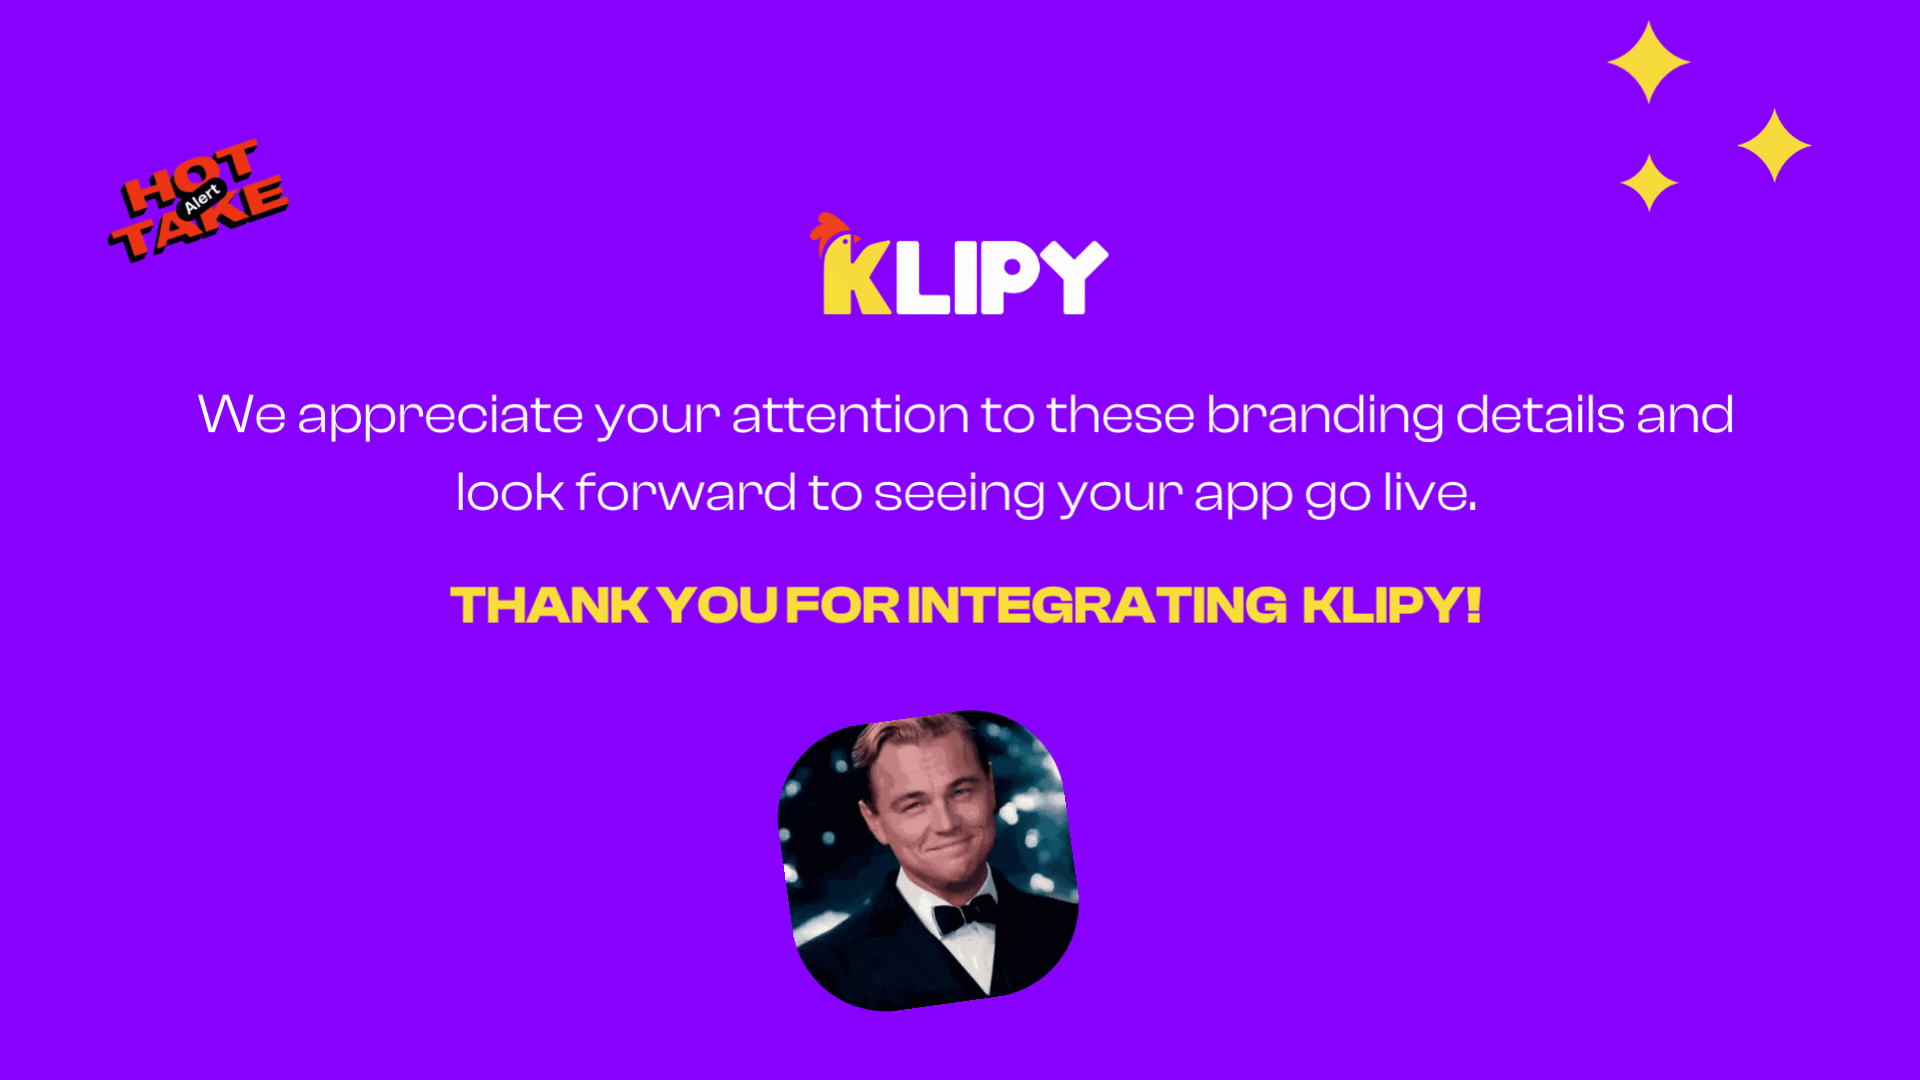 HOT
Alert
TAKE
KLIPY
We appreciate your attention to these branding details and
look forward to seeing your app go live.
THANK YOU FOR INTEGRATING KLIPY!